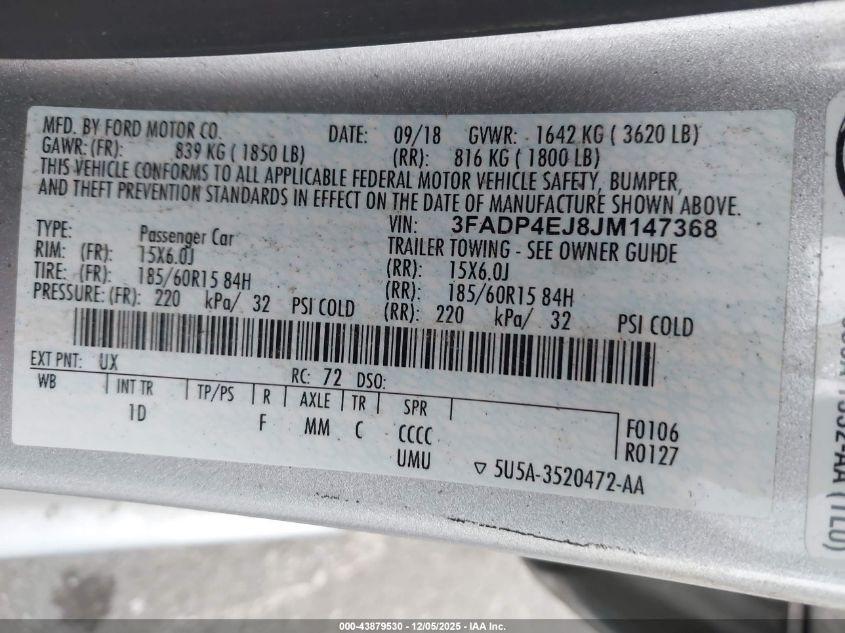 MFD. BY FORD MOTOR CO. DATE: 09/18 GVWR: 1642 KG ( 3620 LB)
GAWR: (FR): 839 KG ( 1850 LB) (RR): 816 KG ( 1800 LB)
THIS VEHICLE CONFORMS TO ALL APPLICABLE FEDERAL MOTOR VEHICLE SAFETY, BUMPER,
AND THEFT PREVENTION STANDARDS IN EFFECT ON THE DATE OF MANUFACTURE SHOWN ABOVE.
VIN: 3FADP4EJ8JM147368
TYPE: Passenger Car TRAILER TOWING - SEE OWNER GUIDE
RIM: (FR): 15X6.0J (RR): 15X6.0J
TIRE: (FR): 185/60R15 84H (RR): 185/60R15 84H
PRESSURE: (FR): 220 kPa/ 32 PSI COLD (RR): 220 kPa/ 32 PSI COLD
EXT PNT: UX RC: 72 DSO:
WB INT TR TP/PS R AXLE TR SPR
1D F MM C CCCC F0106
UMU R0127
▽ 5U5A-3520472-AA
(TLO)
000-43879530 - 12/05/2025 - IAA Inc.